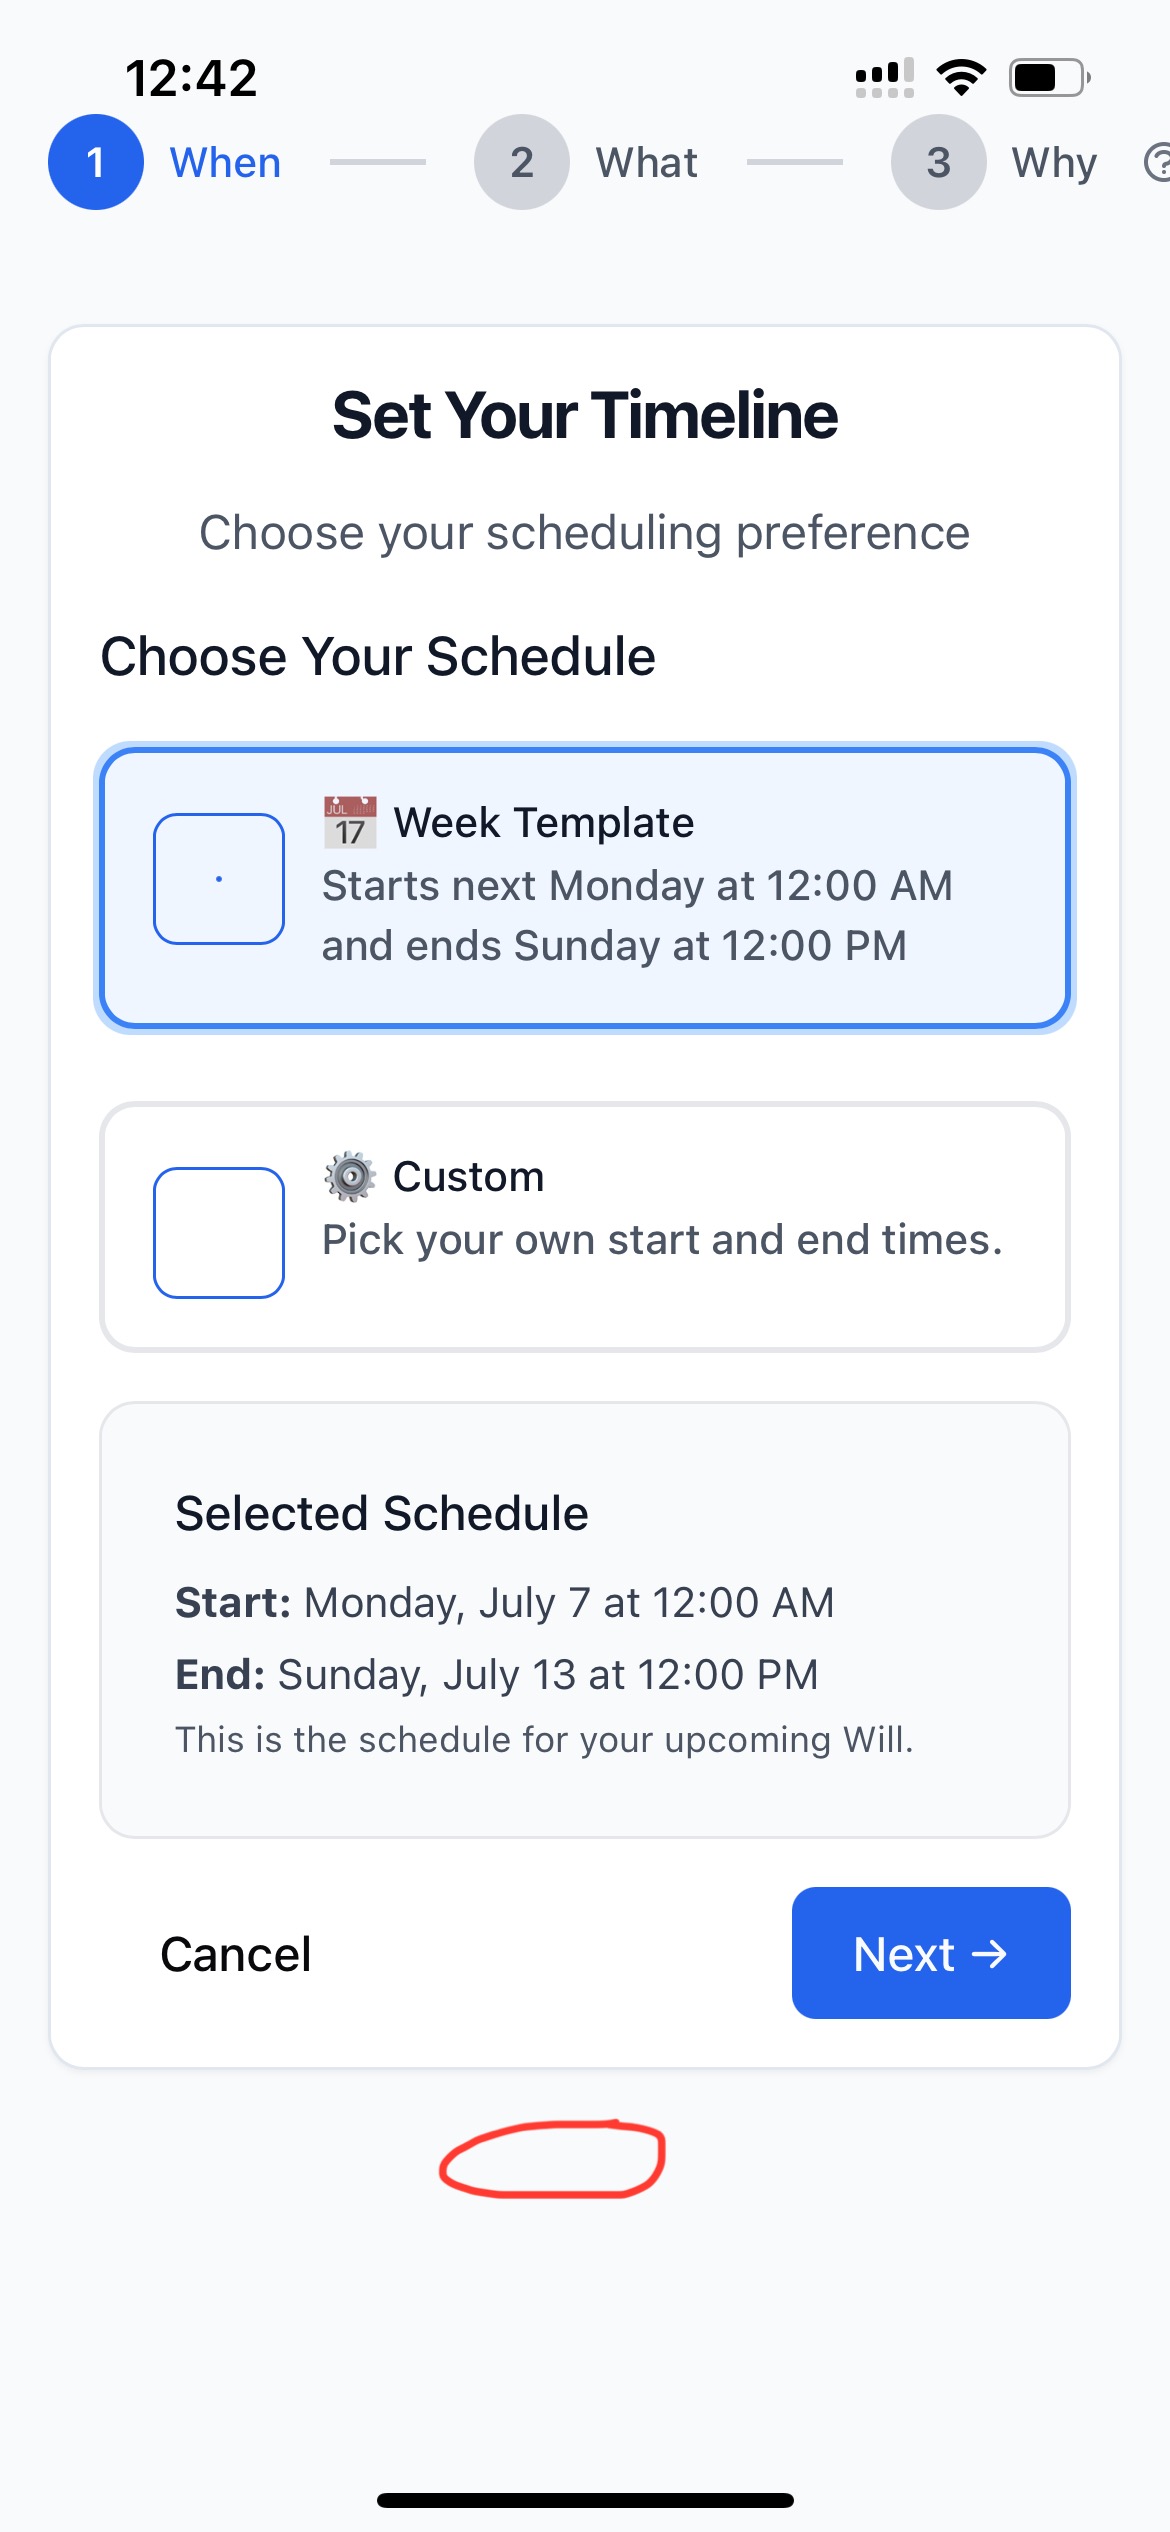 12:42
1 When 2 What 3 Why ?
Set Your Timeline
Choose your scheduling preference
Choose Your Schedule
JUL 17 Week Template
Starts next Monday at 12:00 AM
and ends Sunday at 12:00 PM
Custom
Pick your own start and end times.
Selected Schedule
Start: Monday, July 7 at 12:00 AM
End: Sunday, July 13 at 12:00 PM
This is the schedule for your upcoming Will.
Cancel Next →